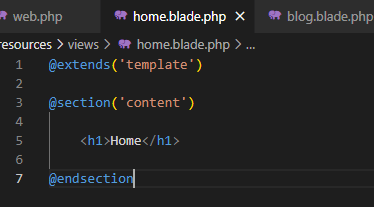 web.php home.blade.php × blog.blade.php
resources > views > home.blade.php > ...
1 @extends('template')
2
3 @section('content')
4
5 <h1>Home</h1>
6
7 @endsection